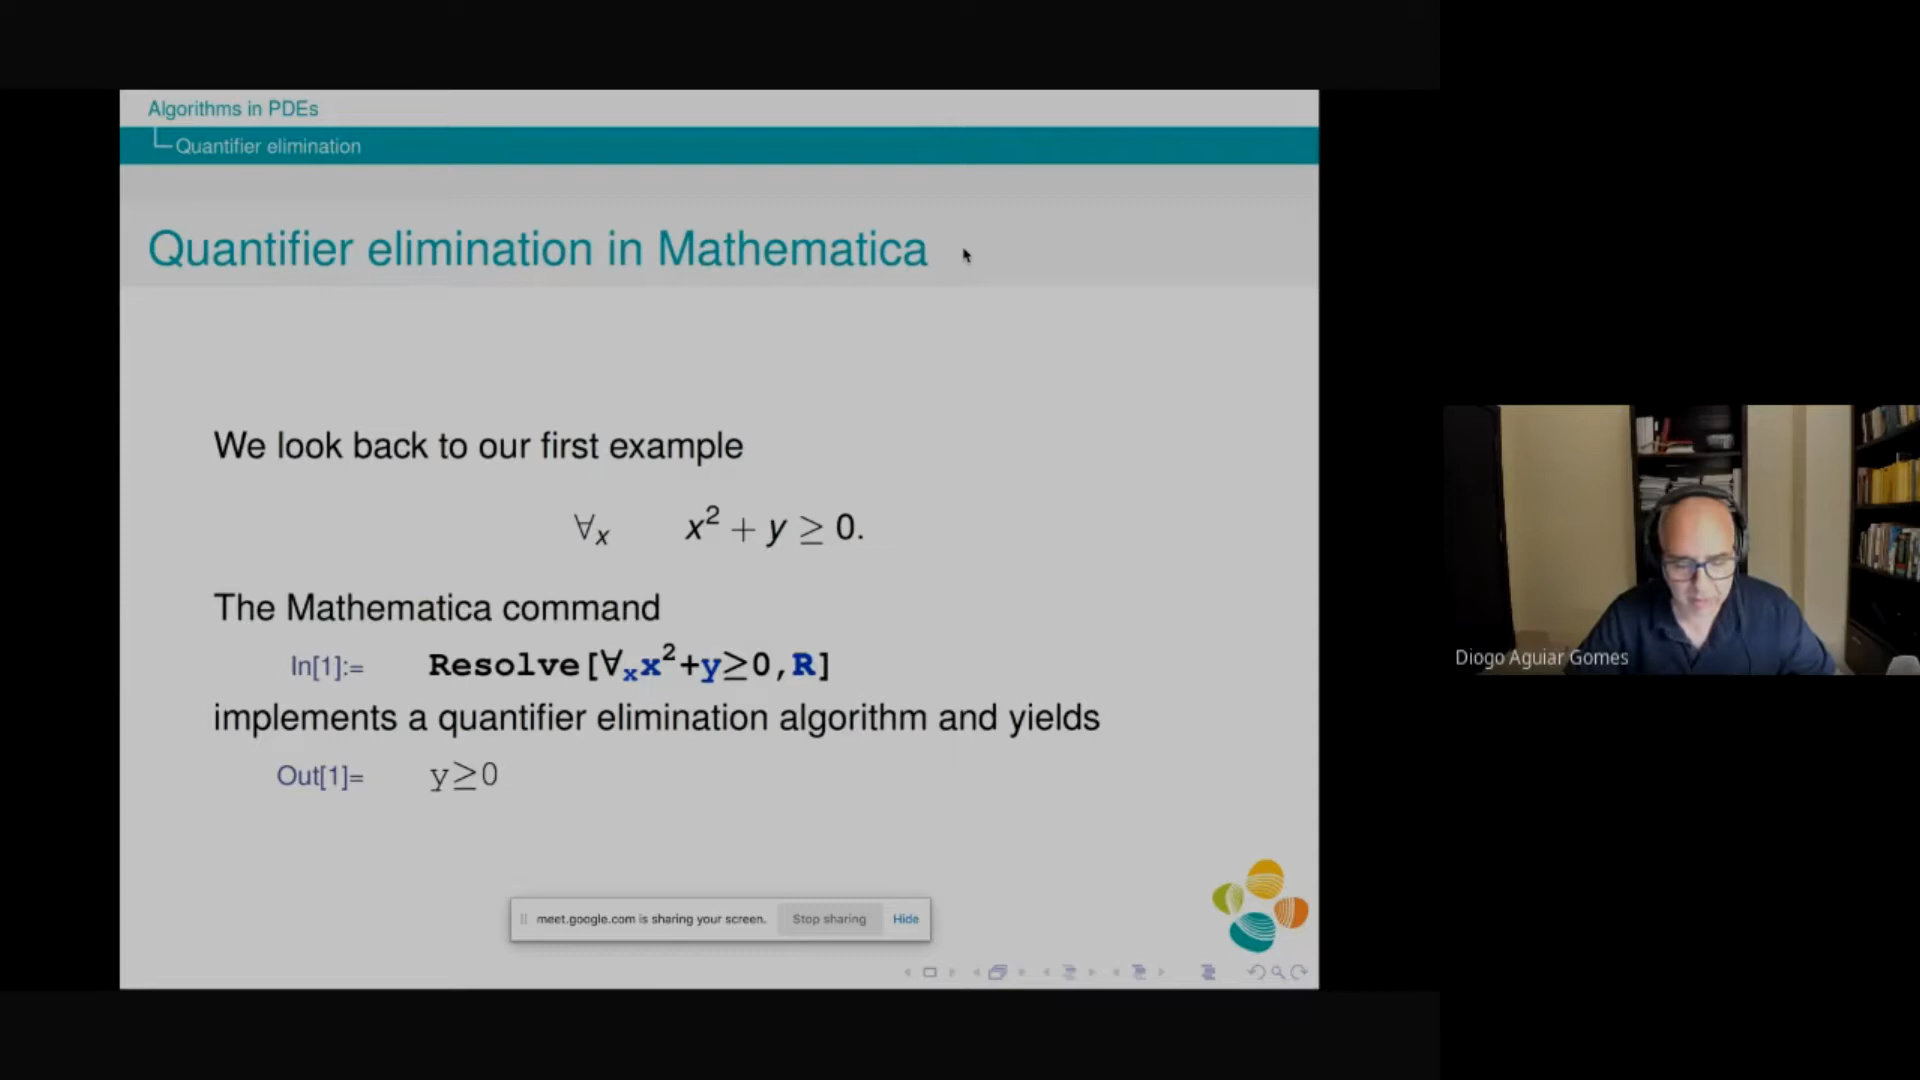 Algorithms in PDEs
Quantifier elimination
Quantifier elimination in Mathematica
We look back to our first example
∀x x² + y ≥ 0.
The Mathematica command
In[1]:= Resolve[∀ₓx²+y≥0,R]
implements a quantifier elimination algorithm and yields
Out[1]= y≥0
meet.google.com is sharing your screen. Stop sharing Hide
Diogo Aguiar Gomes